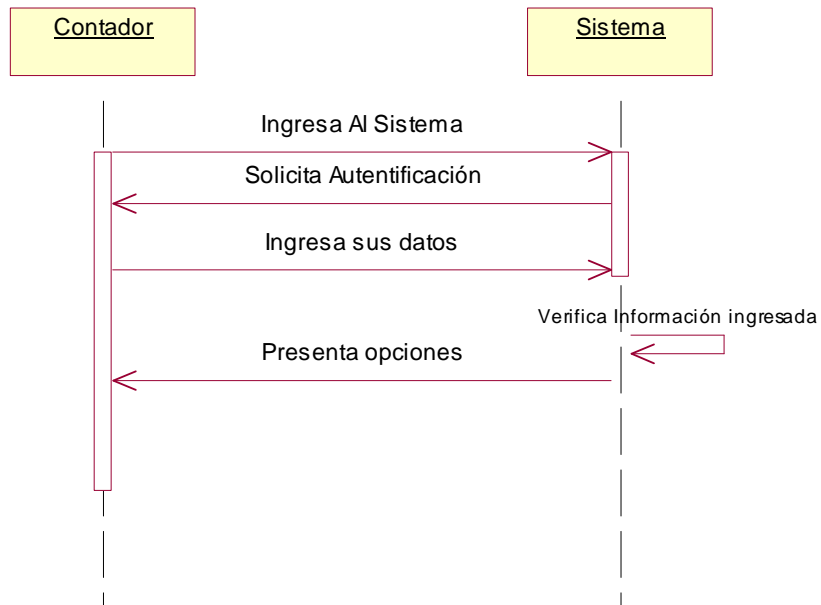 Contador
Sistema
Ingresa Al Sistema
Solicita Autentificación
Ingresa sus datos
Verifica Información ingresada
Presenta opciones